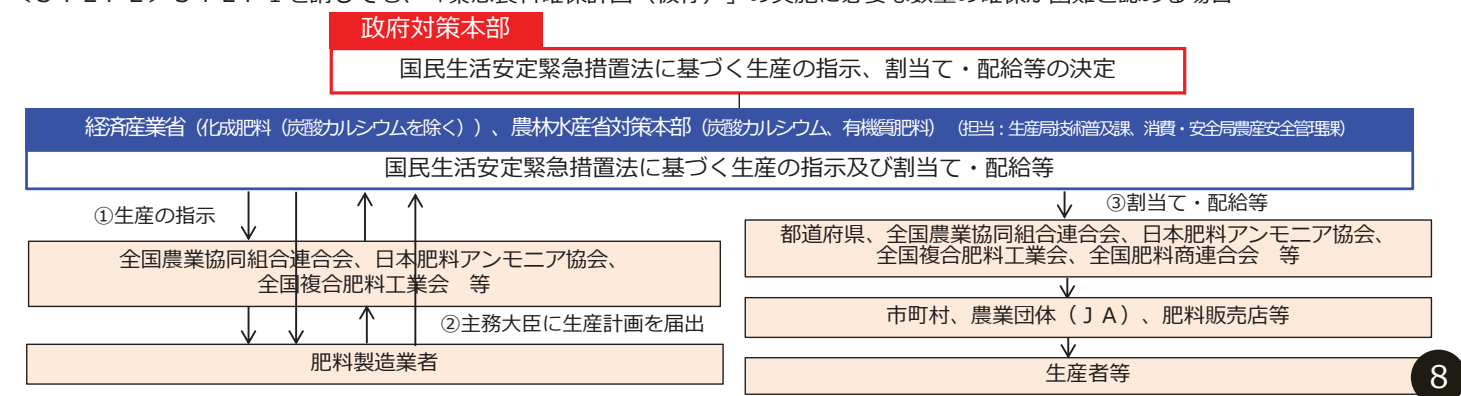 政府対策本部
国民生活安定緊急措置法に基づく生産の指示、割当て・配給等の決定
経済産業省（化成肥料（炭酸カルシウムを除く））、農林水産省対策本部（炭酸カルシウム、有機質肥料）（担当：生産局技術普及課、消費・安全局農産安全管理課）
国民生活安定緊急措置法に基づく生産の指示及び割当て・配給等
①生産の指示
全国農業協同組合連合会、日本肥料アンモニア協会、
全国複合肥料工業会　等
②主務大臣に生産計画を届出
肥料製造業者
③割当て・配給等
都道府県、全国農業協同組合連合会、日本肥料アンモニア協会、
全国複合肥料工業会、全国肥料商連合会　等
市町村、農業団体（ＪＡ）、肥料販売店等
生産者等
8